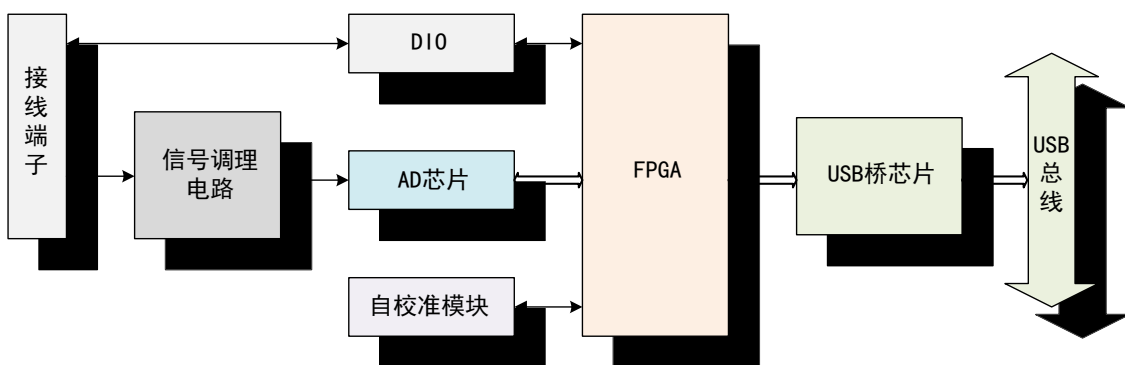 接线端子
DIO
信号调理
电路
AD芯片
自校准模块
FPGA
USB桥芯片
USB
总线